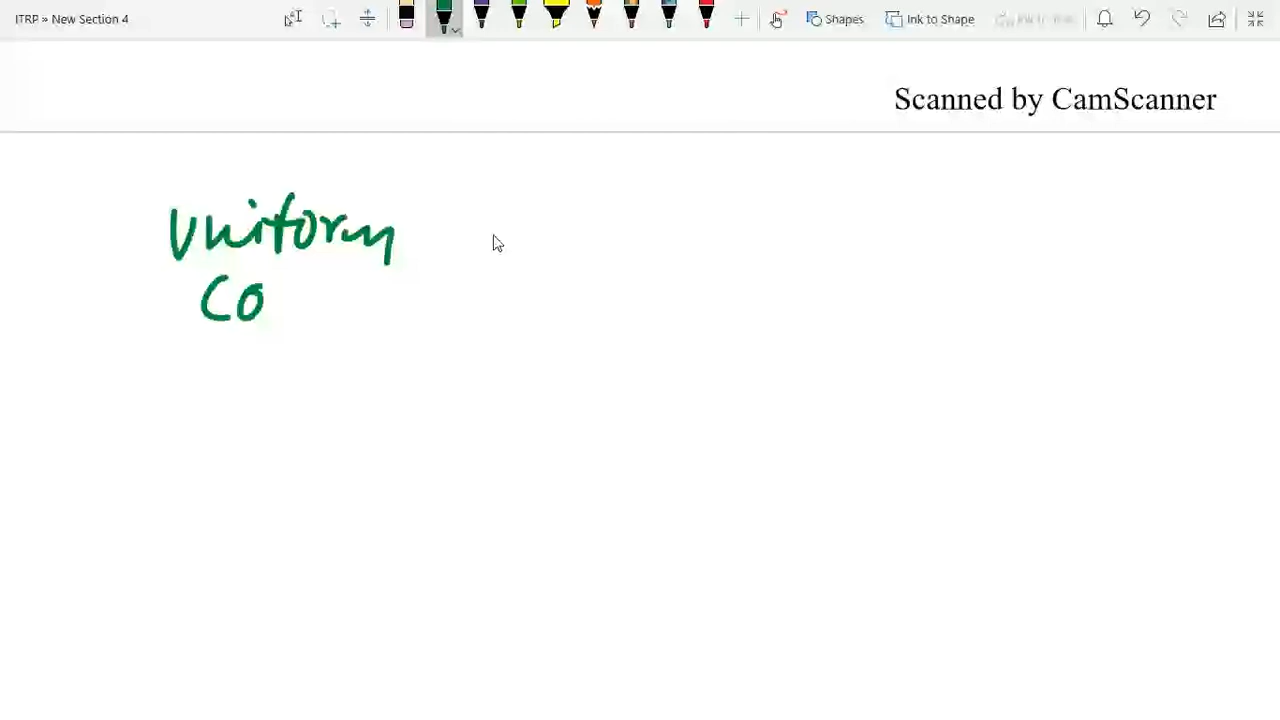 ITRP » New Section 4
Shapes
Ink to Shape
Scanned by CamScanner
Uniform
CO